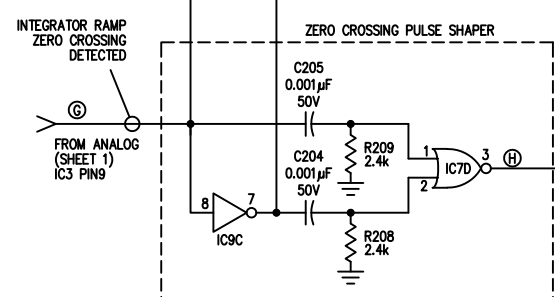 INTEGRATOR RAMP
ZERO CROSSING
DETECTED
ZERO CROSSING PULSE SHAPER
G
FROM ANALOG
(SHEET 1)
IC3 PIN9
C205
0.001µF
50V
R209
2.4k
C204
0.001µF
50V
R208
2.4k
8
7
IC9C
1
2
IC7D
3
H